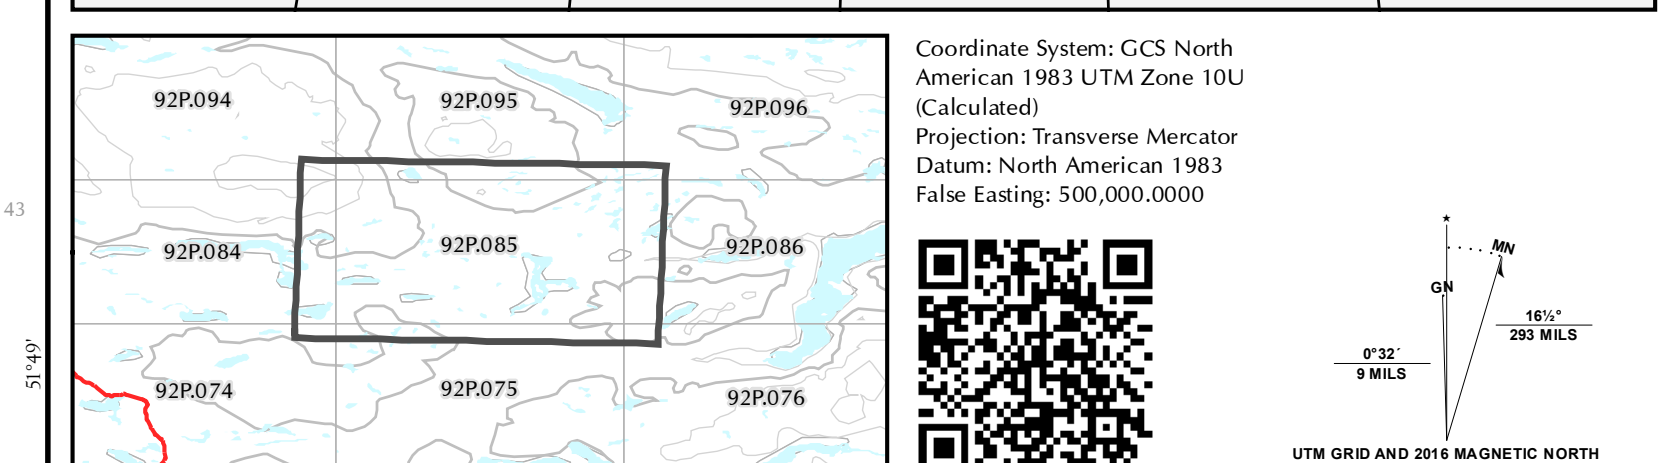 92P.094
92P.095
92P.096
43
92P.084
92P.085
92P.086
51°49'
92P.074
92P.075
92P.076
Coordinate System: GCS North
American 1983 UTM Zone 10U
(Calculated)
Projection: Transverse Mercator
Datum: North American 1983
False Easting: 500,000.0000
MN
GN
16½°
293 MILS
0°32´
9 MILS
UTM GRID AND 2016 MAGNETIC NORTH